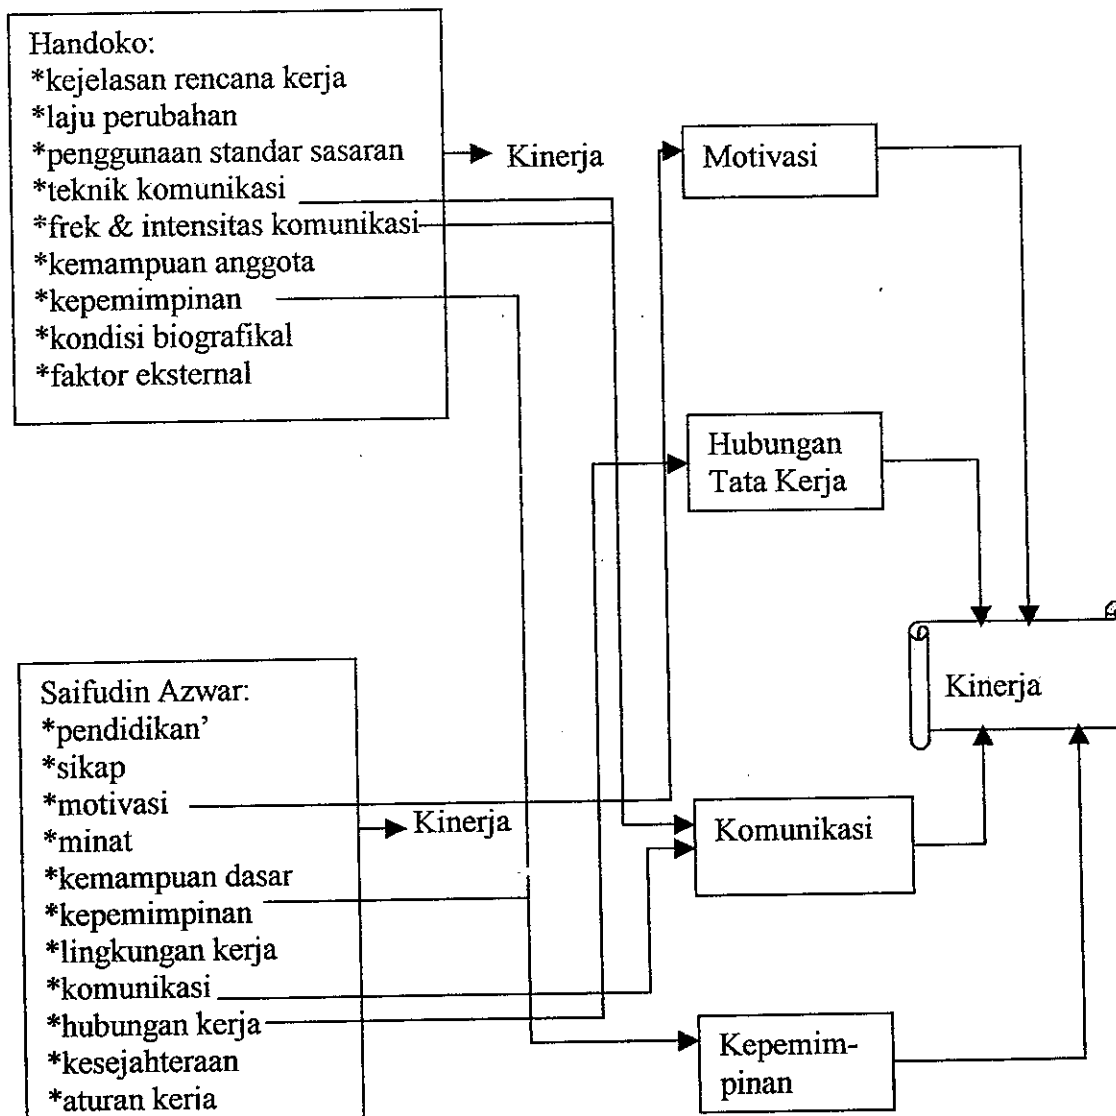 Handoko:
*kejelasan rencana kerja
*laju perubahan
*penggunaan standar sasaran
*teknik komunikasi
*frek & intensitas komunikasi
*kemampuan anggota
*kepemimpinan
*kondisi biografikal
*faktor eksternal
Kinerja
Motivasi
Hubungan
Tata Kerja
Kinerja
Saifudin Azwar:
*pendidikan’
*sikap
*motivasi
*minat
*kemampuan dasar
*kepemimpinan
*lingkungan kerja
*komunikasi
*hubungan kerja
*kesejahteraan
*aturan kerja
Kinerja
Komunikasi
Kepemim-
pinan